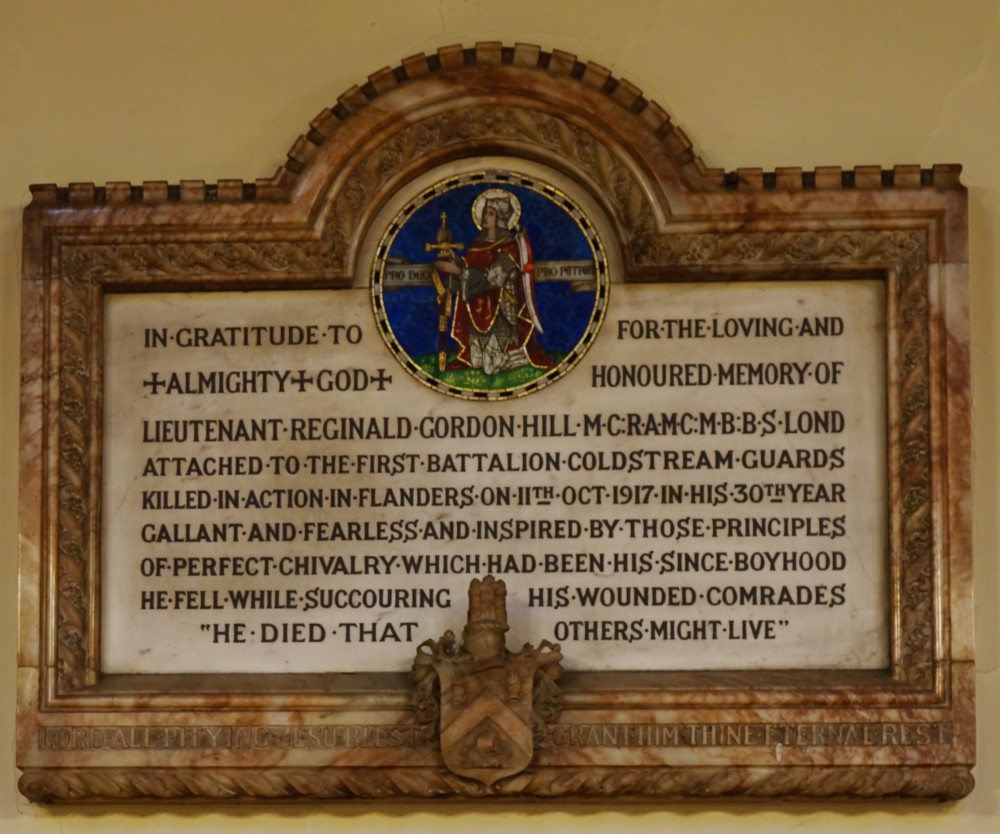 PRO DEO PRO PATRIA
IN·GRATITUDE·TO FOR·THE·LOVING·AND
✠ALMIGHTY✠GOD✠ HONOURED·MEMORY·OF
LIEUTENANT·REGINALD·GORDON·HILL·M·C:R·A·M·C:M·B:B·S·LOND
ATTACHED·TO·THE·FIRST·BATTALION·COLDSTREAM·GUARDS
KILLED·IN·ACTION·IN·FLANDERS·ON·11TH·OCT·1917·IN·HIS·30TH YEAR
GALLANT·AND·FEARLESS·AND·INSPIRED·BY·THOSE·PRINCIPLES
OF·PERFECT·CHIVALRY·WHICH·HAD·BEEN·HIS·SINCE·BOYHOOD
HE·FELL·WHILE·SUCCOURING HIS·WOUNDED·COMRADES
"HE·DIED·THAT OTHERS·MIGHT·LIVE"
LORD·ALL·PITYING·JESU·BLEST GRANT·HIM·THINE·ETERNAL·REST